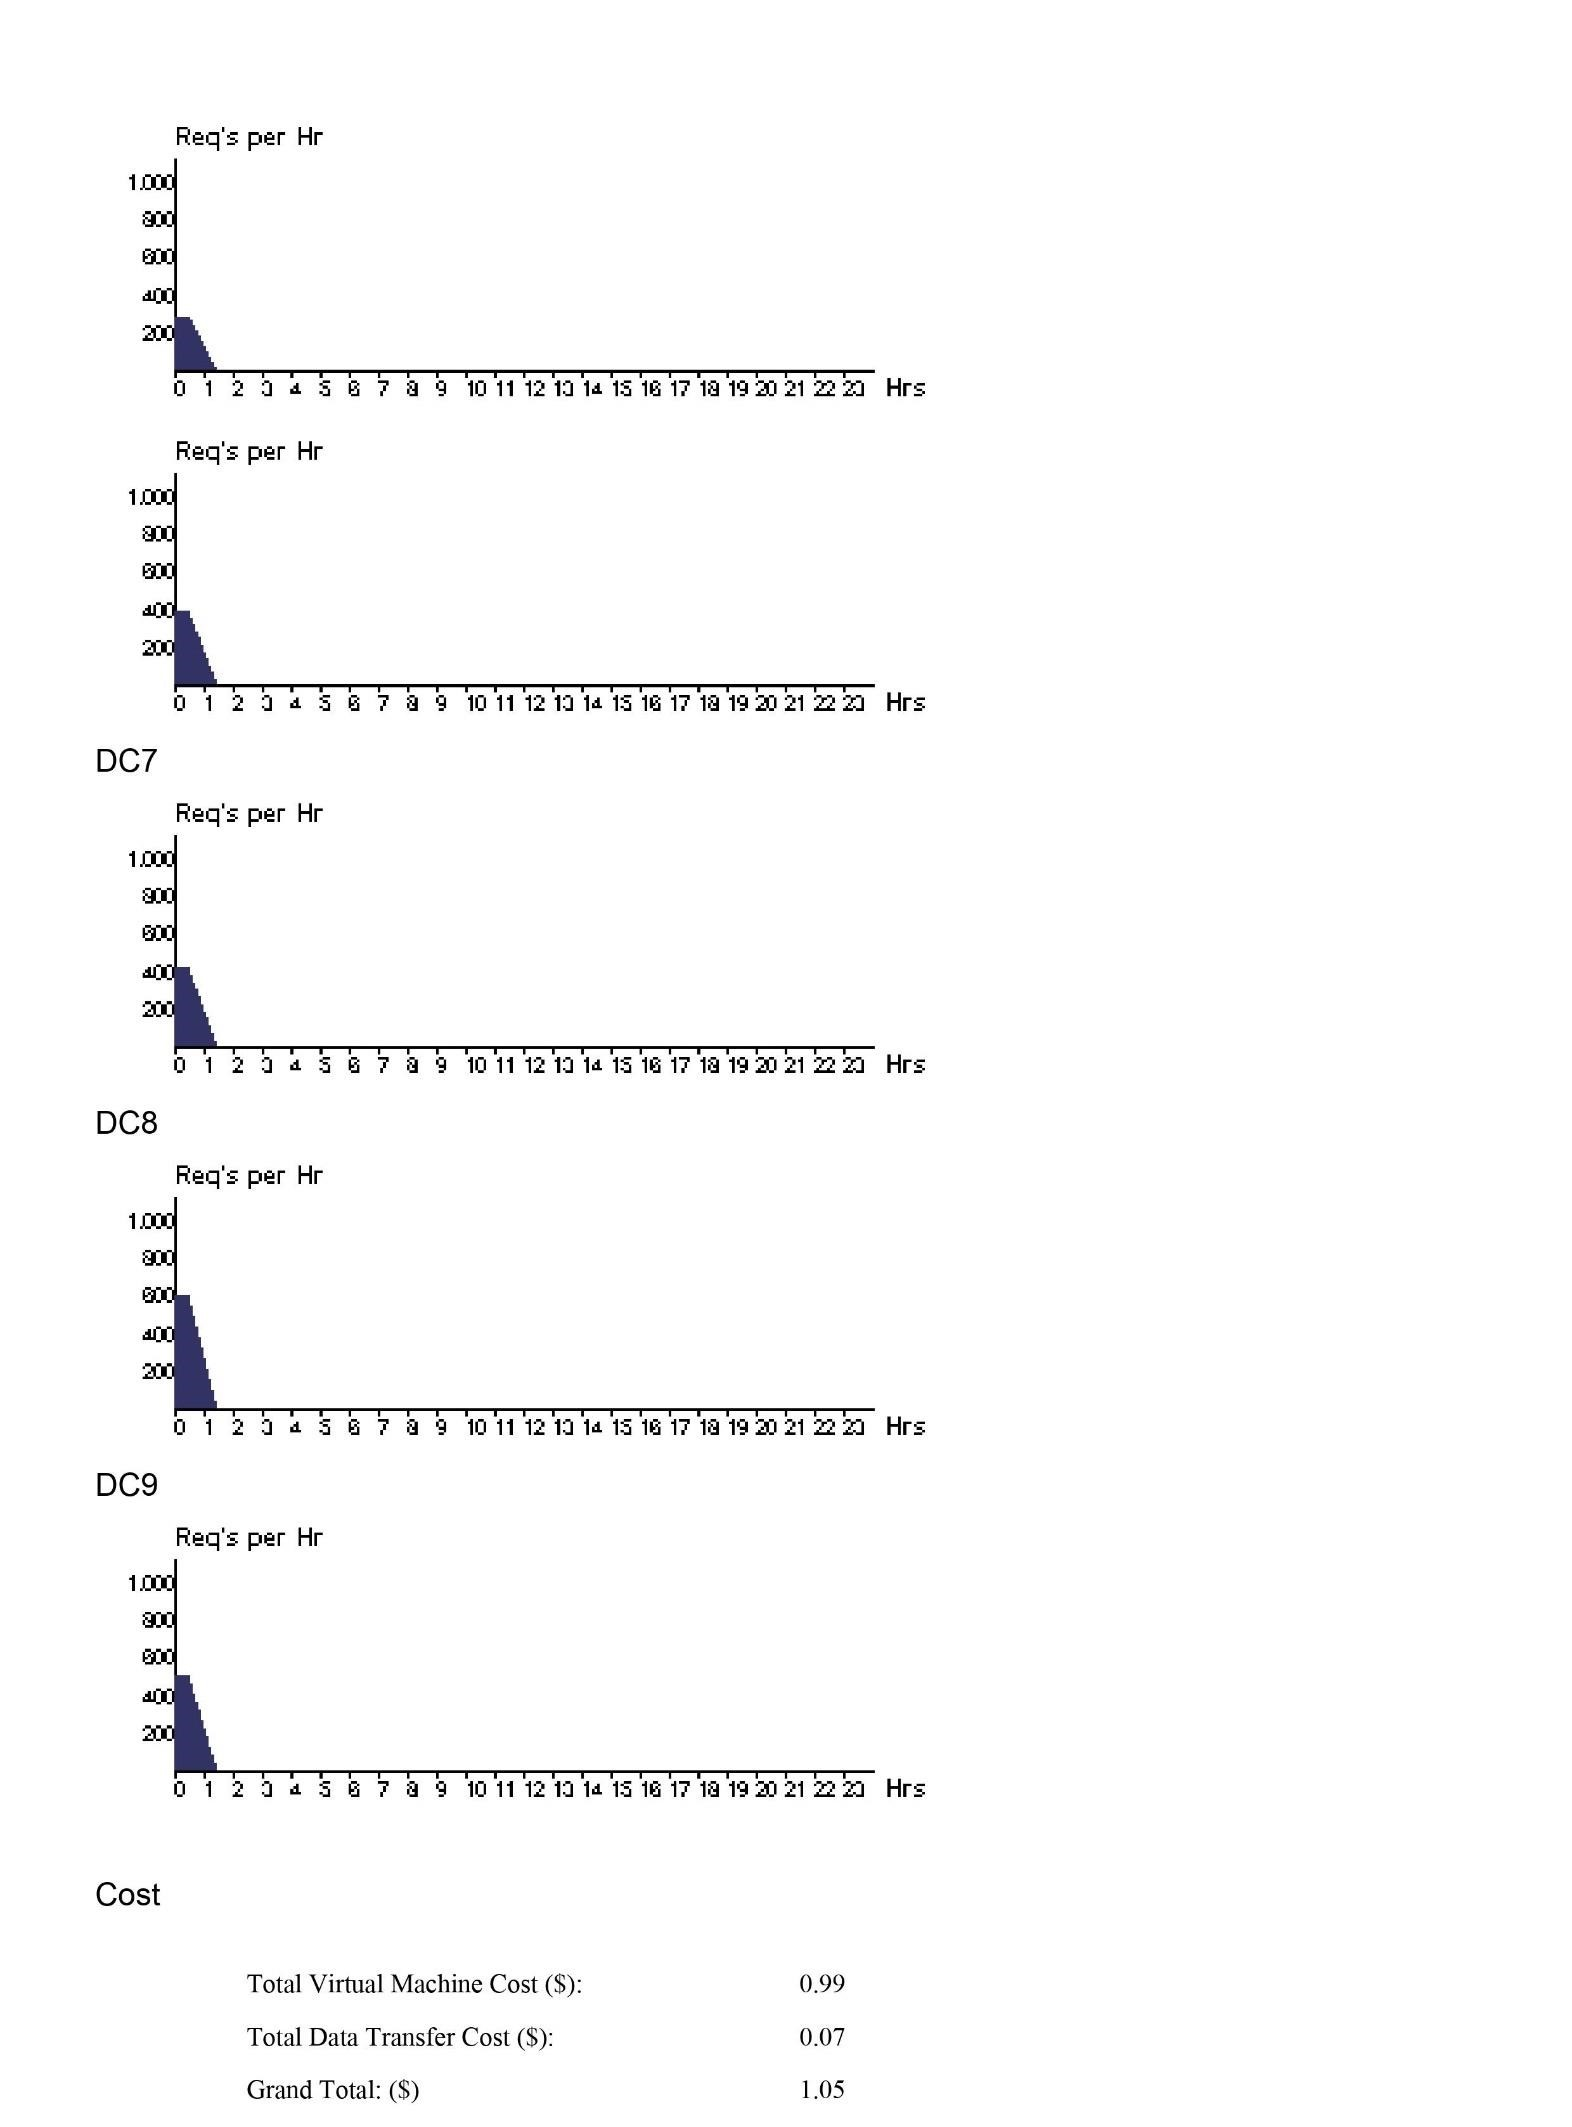 Req's per Hr
1.000
800
600
400
200
0 1 2 3 4 5 6 7 8 9 10 11 12 13 14 15 16 17 18 19 20 21 22 23 Hrs
Req's per Hr
1.000
800
600
400
200
0 1 2 3 4 5 6 7 8 9 10 11 12 13 14 15 16 17 18 19 20 21 22 23 Hrs
DC7
Req's per Hr
1.000
800
600
400
200
0 1 2 3 4 5 6 7 8 9 10 11 12 13 14 15 16 17 18 19 20 21 22 23 Hrs
DC8
Req's per Hr
1.000
800
600
400
200
0 1 2 3 4 5 6 7 8 9 10 11 12 13 14 15 16 17 18 19 20 21 22 23 Hrs
DC9
Req's per Hr
1.000
800
600
400
200
0 1 2 3 4 5 6 7 8 9 10 11 12 13 14 15 16 17 18 19 20 21 22 23 Hrs
Cost
Total Virtual Machine Cost ($): 0.99
Total Data Transfer Cost ($): 0.07
Grand Total: ($) 1.05